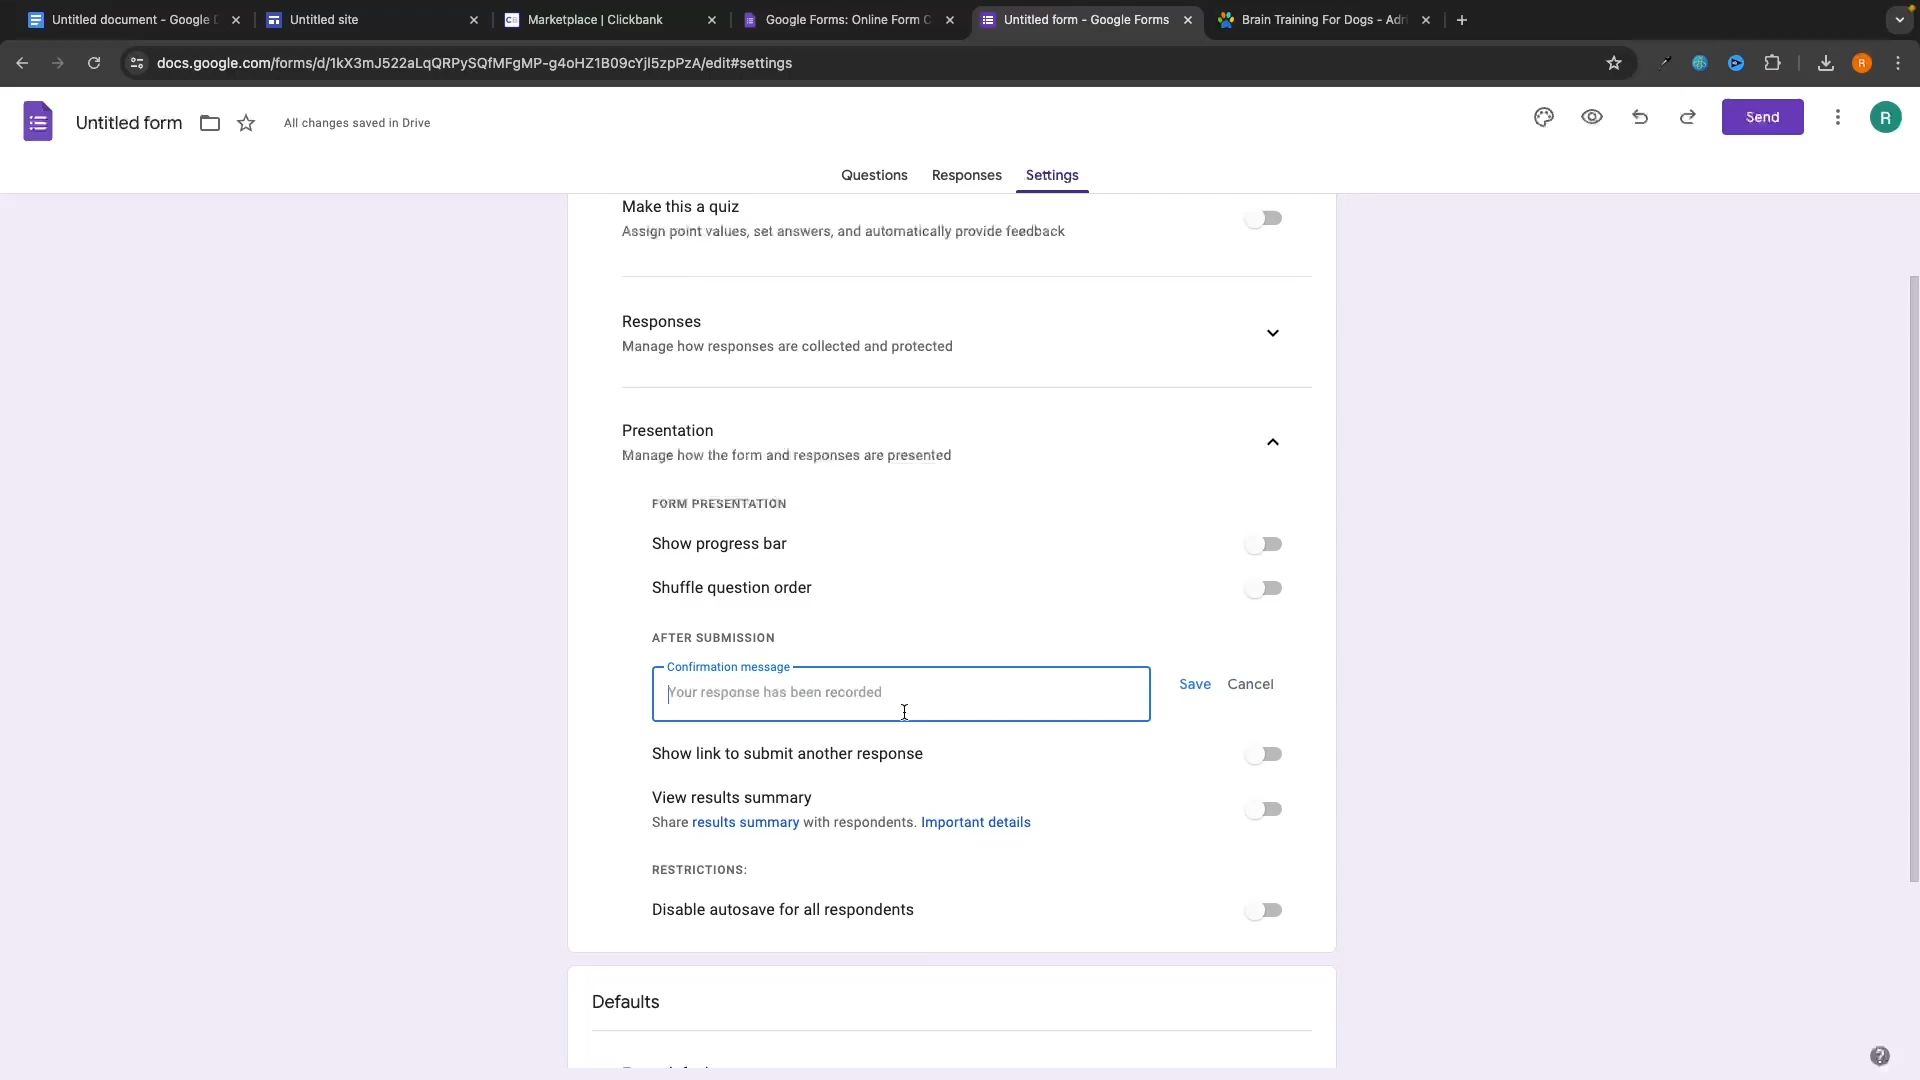 Untitled document - Google D
Untitled site
Marketplace | Clickbank
Google Forms: Online Form C
Untitled form - Google Forms
Brain Training For Dogs - Adri
docs.google.com/forms/d/1kX3mJ522aLqQRPySQfMFgMP-g4oHZ1B09cYjl5zpPzA/edit#settings
R
Untitled form
All changes saved in Drive
Send
R
Questions
Responses
Settings
Make this a quiz
Assign point values, set answers, and automatically provide feedback
Responses
Manage how responses are collected and protected
Presentation
Manage how the form and responses are presented
FORM PRESENTATION
Show progress bar
Shuffle question order
AFTER SUBMISSION
Confirmation message
Your response has been recorded
Save
Cancel
Show link to submit another response
View results summary
Share results summary with respondents. Important details
RESTRICTIONS:
Disable autosave for all respondents
Defaults